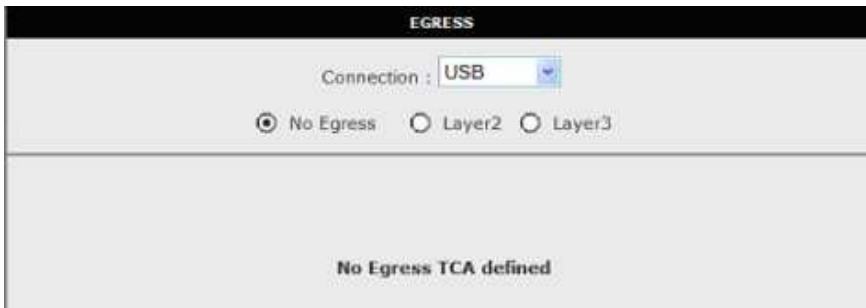 EGRESS
Connection : USB
No Egress Layer2 Layer3
No Egress TCA defined